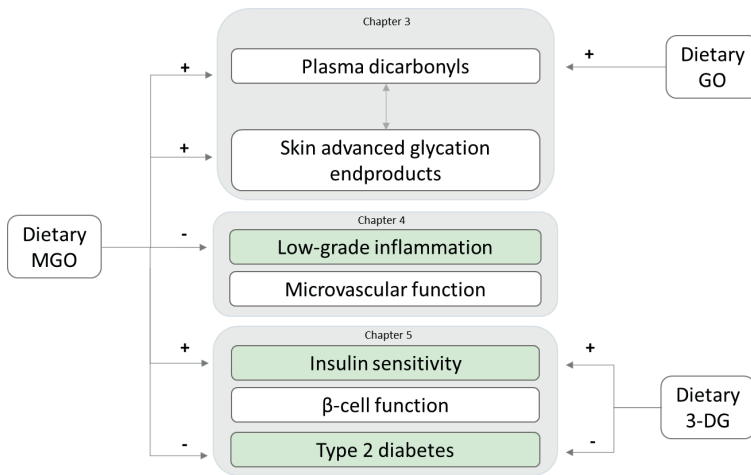 Chapter 3
+
Plasma dicarbonyls
+
Dietary
GO
+
Skin advanced glycation
endproducts
Dietary
MGO
Chapter 4
-
Low-grade inflammation
Microvascular function
Chapter 5
+
Insulin sensitivity
+
β-cell function
Dietary
3-DG
-
Type 2 diabetes
-